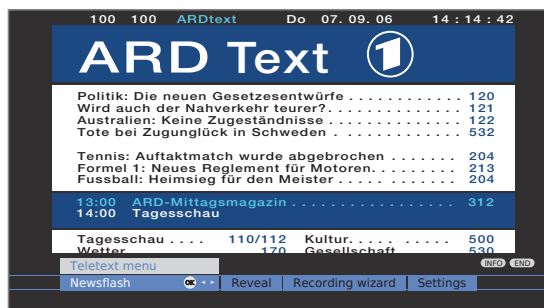 100 100 ARDtext Do 07. 09. 06 14 : 14 : 42
ARD Text 1
Politik: Die neuen Gesetzesentwürfe . . . . . . . . . . . . 120
Wird auch der Nahverkehr teurer?. . . . . . . . . . . . . . 121
Australien: Keine Zugeständnisse . . . . . . . . . . . . . 122
Tote bei Zugunglück in Schweden . . . . . . . . . . . . . 532
Tennis: Auftaktmatch wurde abgebrochen . . . . . . . 204
Formel 1: Neues Reglement für Motoren. . . . . . . . . 213
Fussball: Heimsieg für den Meister . . . . . . . . . . . . 204
13:00 ARD-Mittagsmagazin . . . . . . . . . . . . . . . . . 312
14:00 Tagesschau
Tagesschau . . . . 110/112 Kultur. . . . . . 500
Wetter 170 Gesellschaft 530
Teletext menu INFO END
Newsflash OK Reveal Recording wizard Settings